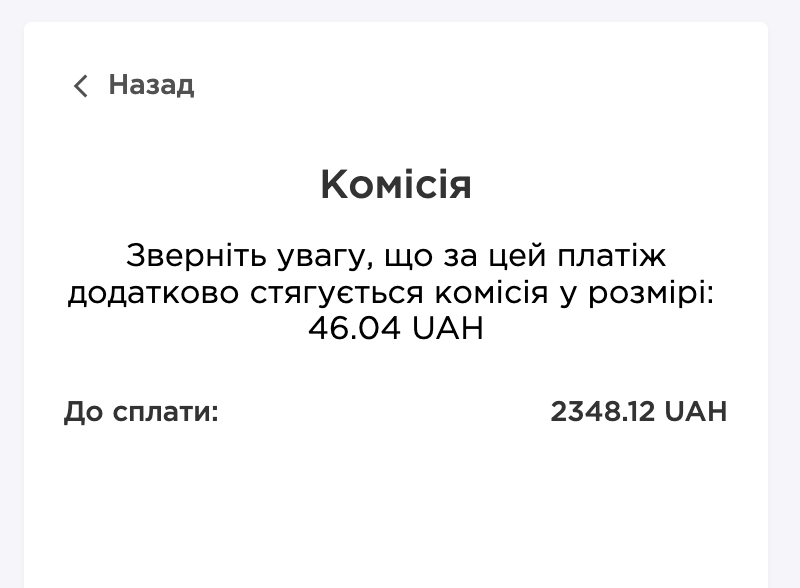 Назад
Комісія
Зверніть увагу, що за цей платіж
додатково стягується комісія у розмірі:
46.04 UAH
До сплати: 2348.12 UAH